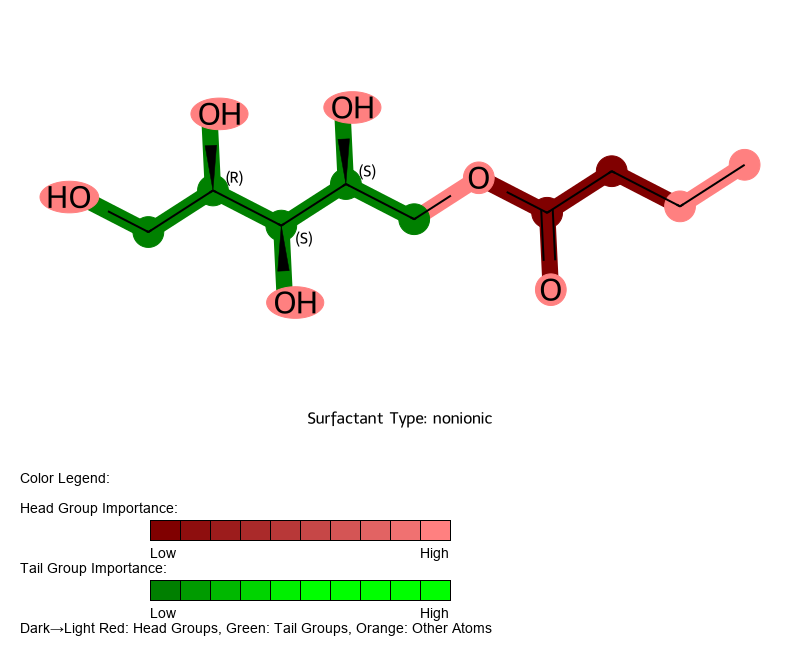 OH OH
HO (R) (S) O
(S)
OH O
Surfactant Type: nonionic
Color Legend:
Head Group Importance:
Low High
Tail Group Importance:
Low High
Dark→Light Red: Head Groups, Green: Tail Groups, Orange: Other Atoms